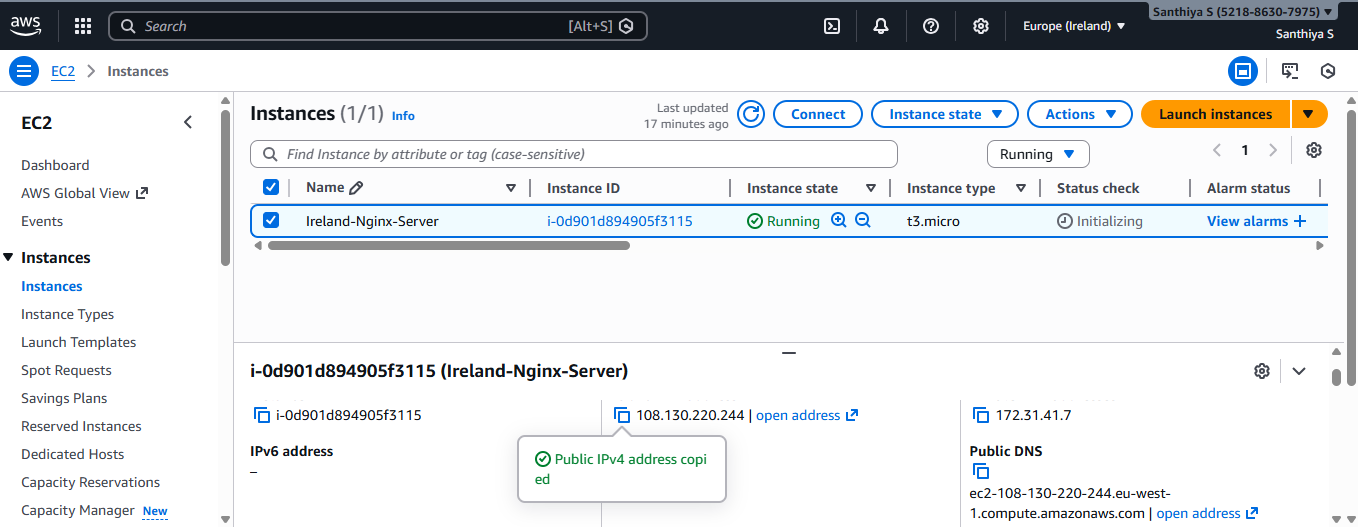 aws
Search [Alt+S]
Europe (Ireland)
Santhiya S (5218-8630-7975)
Santhiya S
EC2 Instances
EC2
Dashboard
AWS Global View
Events
Instances
Instances
Instance Types
Launch Templates
Spot Requests
Savings Plans
Reserved Instances
Dedicated Hosts
Capacity Reservations
Capacity Manager New
Instances (1/1) Info
Last updated
17 minutes ago
Connect
Instance state
Actions
Launch instances
Find Instance by attribute or tag (case-sensitive)
Running
1
Name Instance ID Instance state Instance type Status check Alarm status
Ireland-Nginx-Server i-0d901d894905f3115 Running t3.micro Initializing View alarms +
i-0d901d894905f3115 (Ireland-Nginx-Server)
i-0d901d894905f3115
IPv6 address
–
108.130.220.244 | open address
Public IPv4 address copi
ed
172.31.41.7
Public DNS
ec2-108-130-220-244.eu-west-
1.compute.amazonaws.com | open address